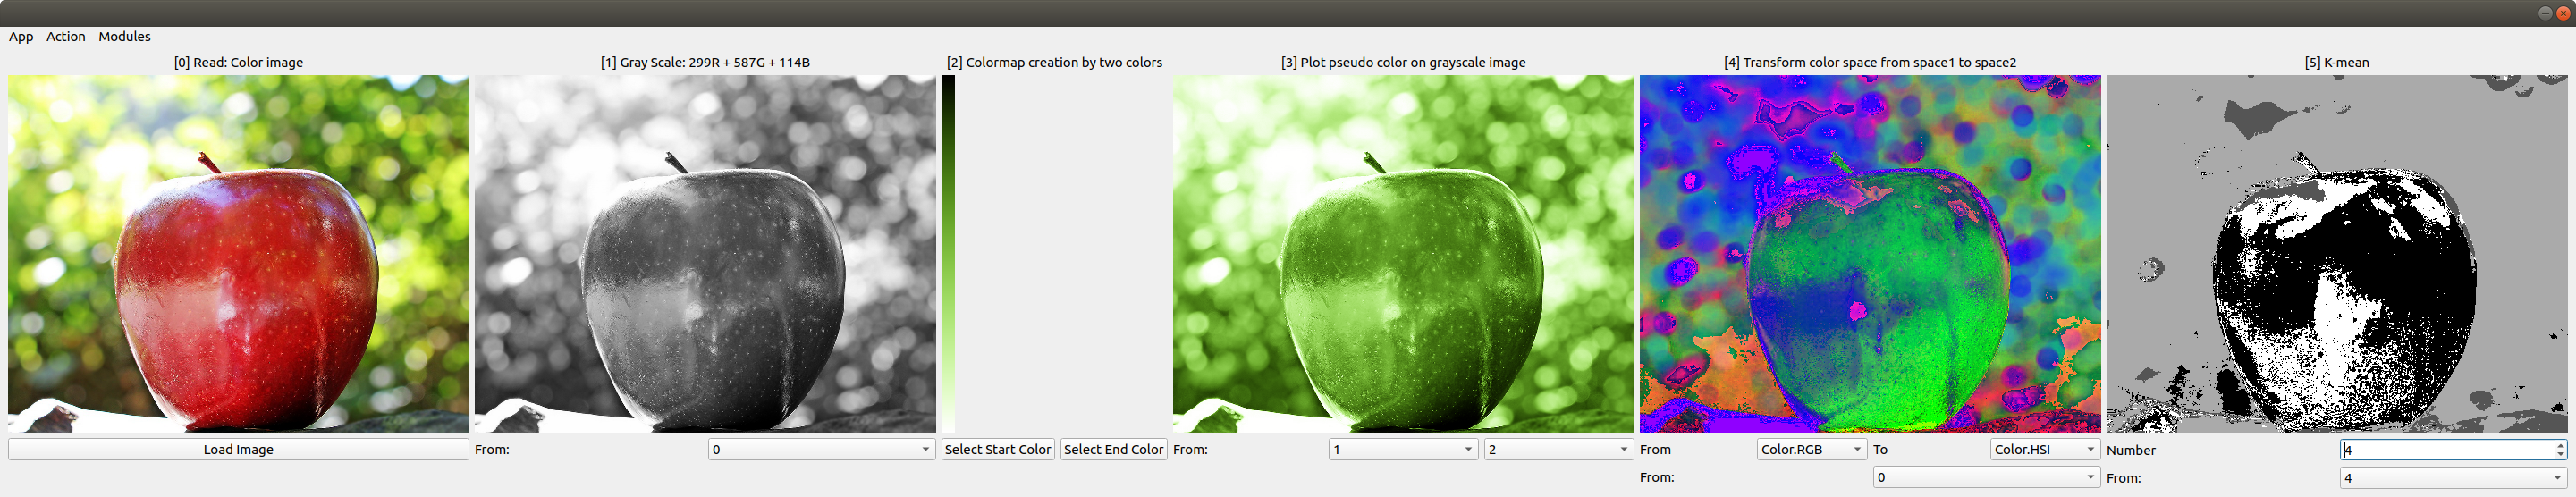 App Action Modules
[0] Read: Color image
[1] Gray Scale: 299R + 587G + 114B
[2] Colormap creation by two colors
[3] Plot pseudo color on grayscale image
[4] Transform color space from space1 to space2
[5] K-mean
Load Image
From: 0
Select Start Color Select End Color
From: 1 2
From Color.RGB To Color.HSI
From: 0
Number 4
From: 4